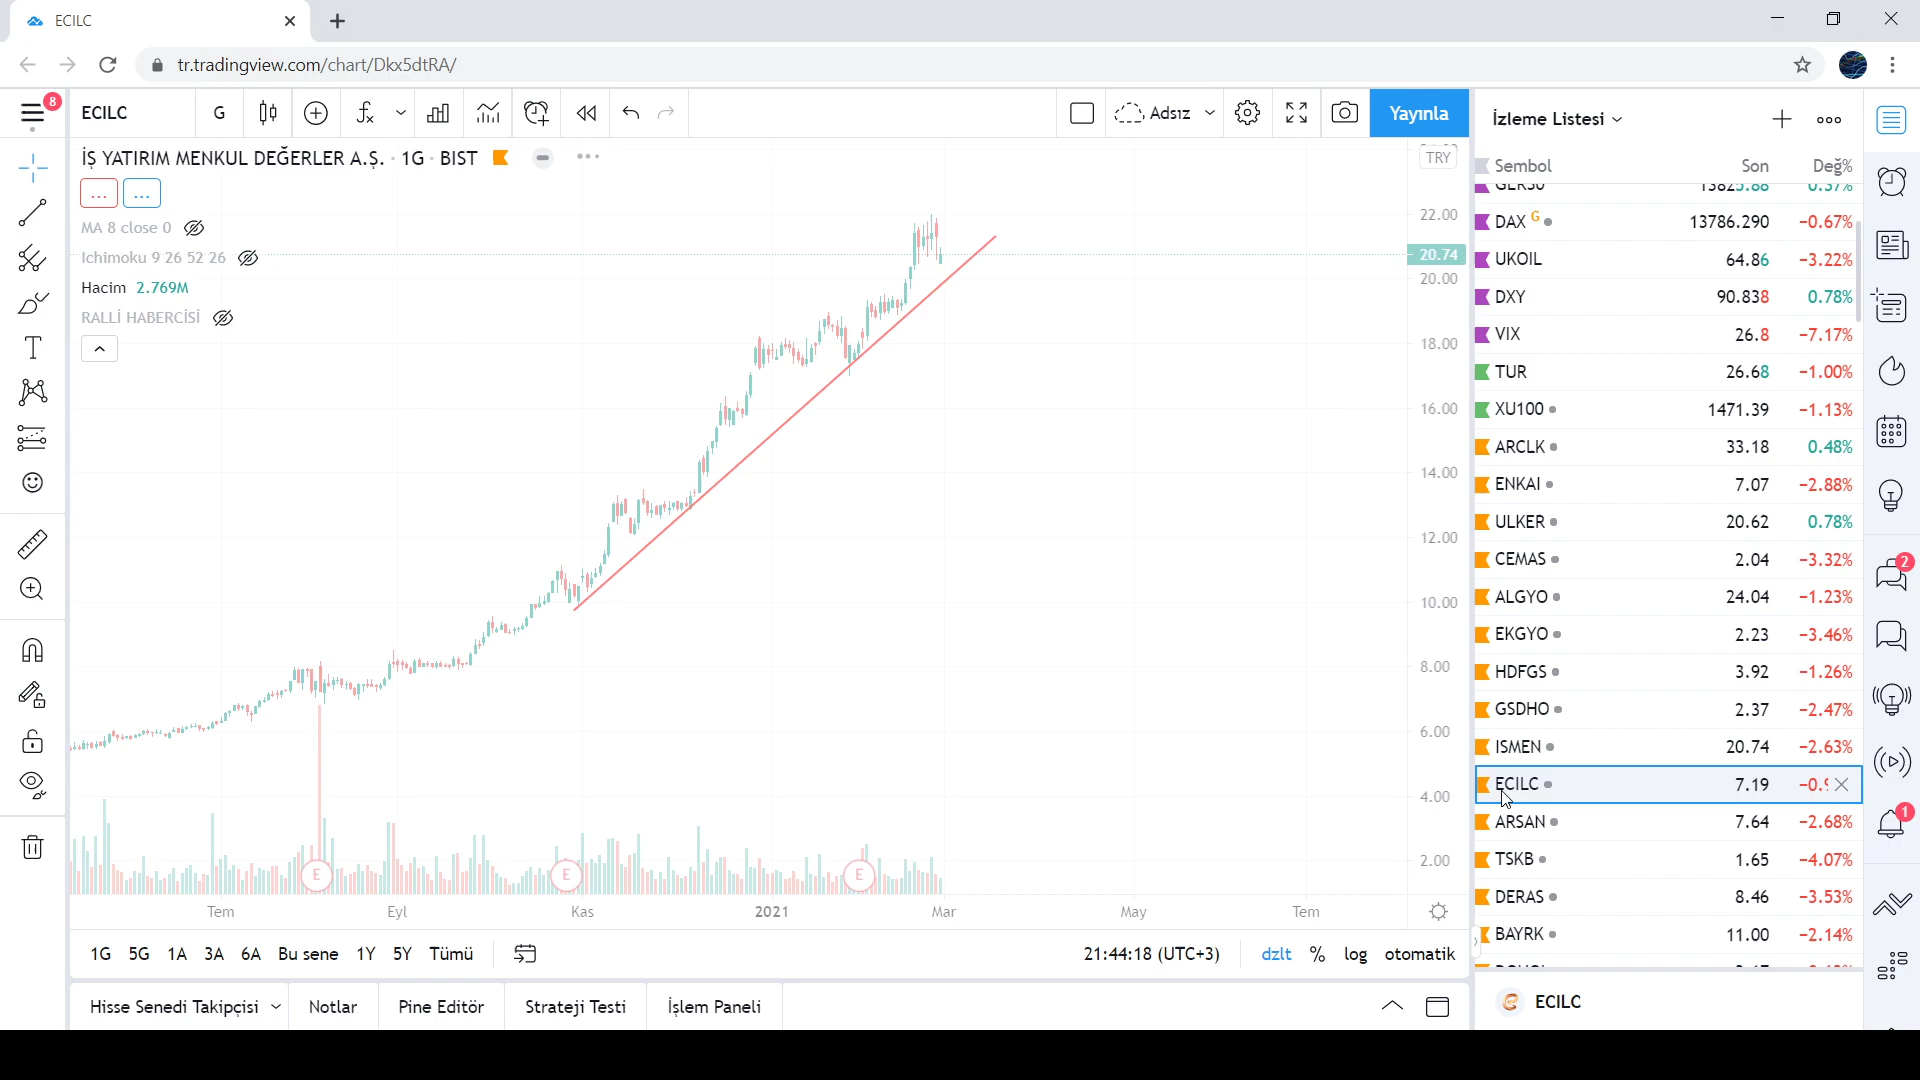 ECILC
tr.tradingview.com/chart/Dkx5dtRA/
8
ECILC
G
Adsız
Yayınla
İzleme Listesi
İŞ YATIRIM MENKUL DEĞERLER A.Ş. · 1G · BIST
TRY
...
...
MA 8 close 0
Ichimoku 9 26 52 26
Hacim 2.769M
RALLİ HABERCİSİ
22.00
20.74
20.00
18.00
16.00
14.00
12.00
10.00
8.00
6.00
4.00
2.00
E
E
E
Tem
Eyl
Kas
2021
Mar
May
Tem
1G 5G 1A 3A 6A Bu sene 1Y 5Y Tümü
21:44:18 (UTC+3)
dzlt % log otomatik
Hisse Senedi Takipçisi
Notlar
Pine Editör
Strateji Testi
İşlem Paneli
Sembol Son Değ%
DAX G 13786.290 −0.67%
UKOIL 64.86 −3.22%
DXY 90.838 0.78%
VIX 26.8 −7.17%
TUR 26.68 −1.00%
XU100 1471.39 −1.13%
ARCLK 33.18 0.48%
ENKAI 7.07 −2.88%
ULKER 20.62 0.78%
CEMAS 2.04 −3.32%
ALGYO 24.04 −1.23%
EKGYO 2.23 −3.46%
HDFGS 3.92 −1.26%
GSDHO 2.37 −2.47%
ISMEN 20.74 −2.63%
ECILC 7.19 −0.
ARSAN 7.64 −2.68%
TSKB 1.65 −4.07%
DERAS 8.46 −3.53%
BAYRK 11.00 −2.14%
ECILC
2
1